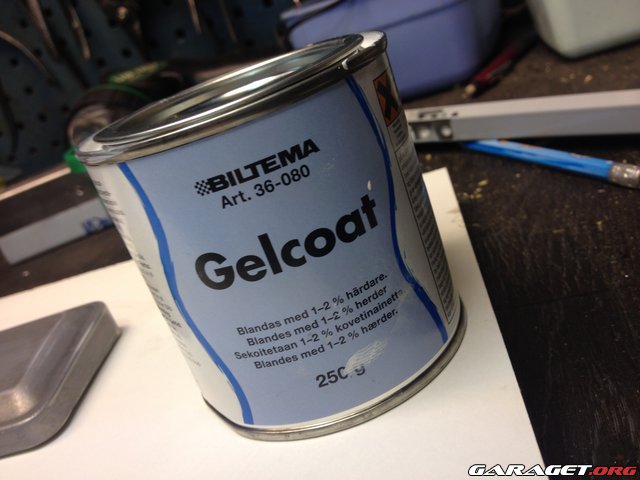 BILTEMA
Art. 36-080
Gelcoat
Blandas med 1–2 % härdare.
Blandes med 1–2 % herder
Sekoitetaan 1–2 % kovetinainetta
Blandes med 1–2 % hærder.
250 g
GARAGET.ORG